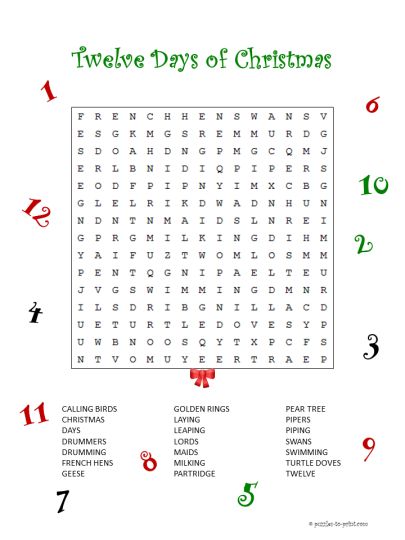 Twelve Days of Christmas
1
6
F R E N C H H E N S W A N S V
E S G K M G S R E M M U R D G
S D O A H D N G P M G C Q M J
E R L B N I D I Q P I P E R S
E O D F P I P N Y I M X C B G
G L E L R I K D W A D N H U N
N D N T N M A I D S L N R E I
G P R G M I L K I N G D I H M
Y A I F U Z T W O M L O S M M
P E N T Q G N I P A E L T E U
J V G S W I M M I N G D M N R
I L S D R I B G N I L L A C D
U E T U R T L E D O V E S Y P
U W B N O O S Q Y T X P C F S
N T V O M U Y E E R T R A E P
10
12
2
4
3
11
CALLING BIRDS GOLDEN RINGS PEAR TREE
CHRISTMAS LAYING PIPERS
DAYS LEAPING PIPING
DRUMMERS LORDS SWANS
DRUMMING MAIDS SWIMMING
FRENCH HENS MILKING TURTLE DOVES
GEESE PARTRIDGE TWELVE
8
9
7
5
© puzzles-to-print.com